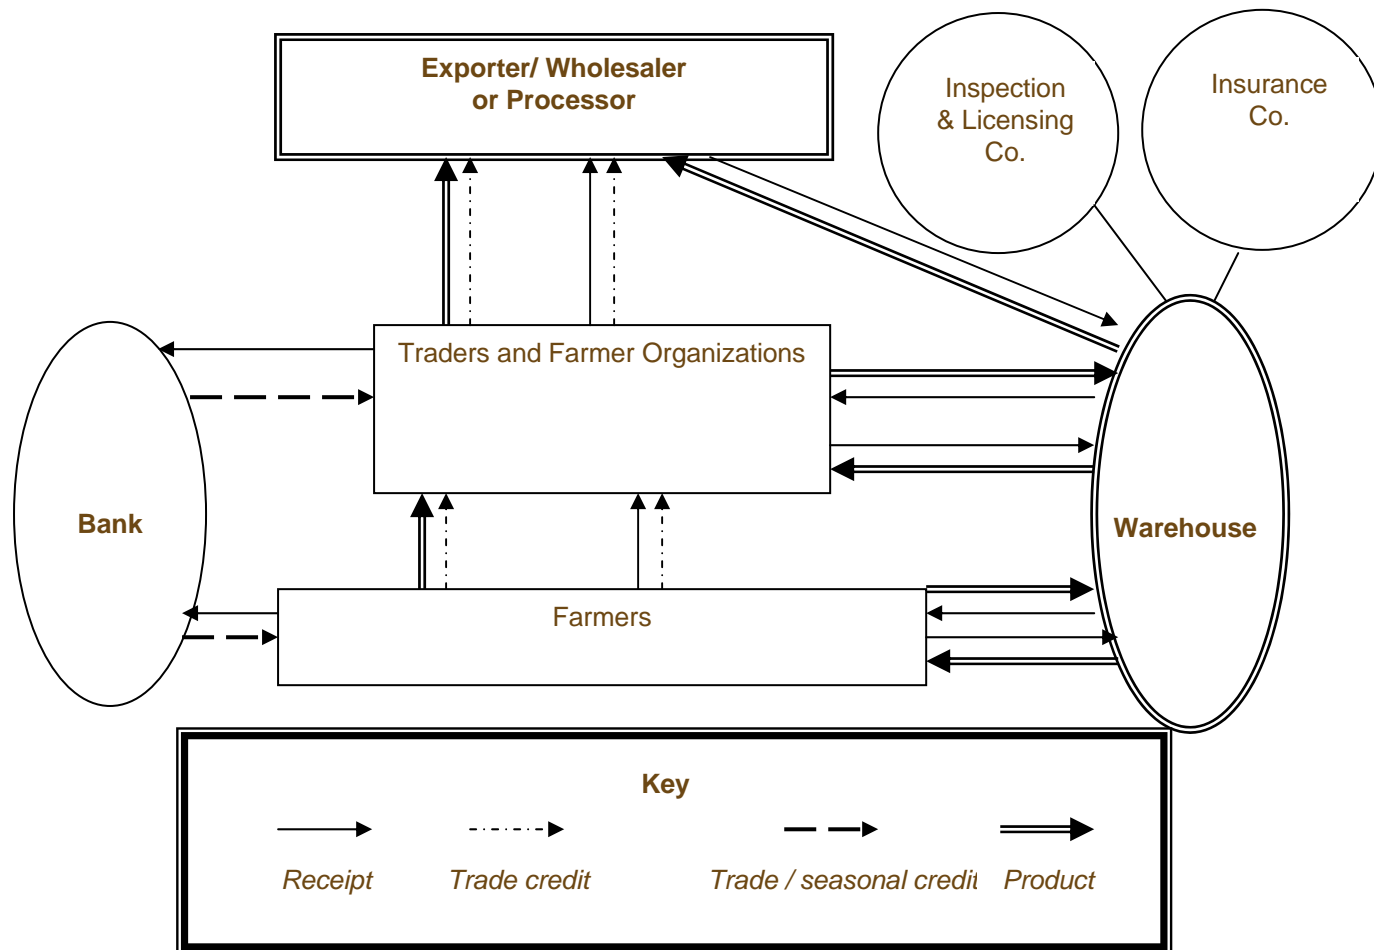 Exporter/ Wholesaler
or Processor
Inspection
& Licensing
Co.
Insurance
Co.
Traders and Farmer Organizations
Bank
Warehouse
Farmers
Key
Receipt
Trade credit
Trade / seasonal credit
Product